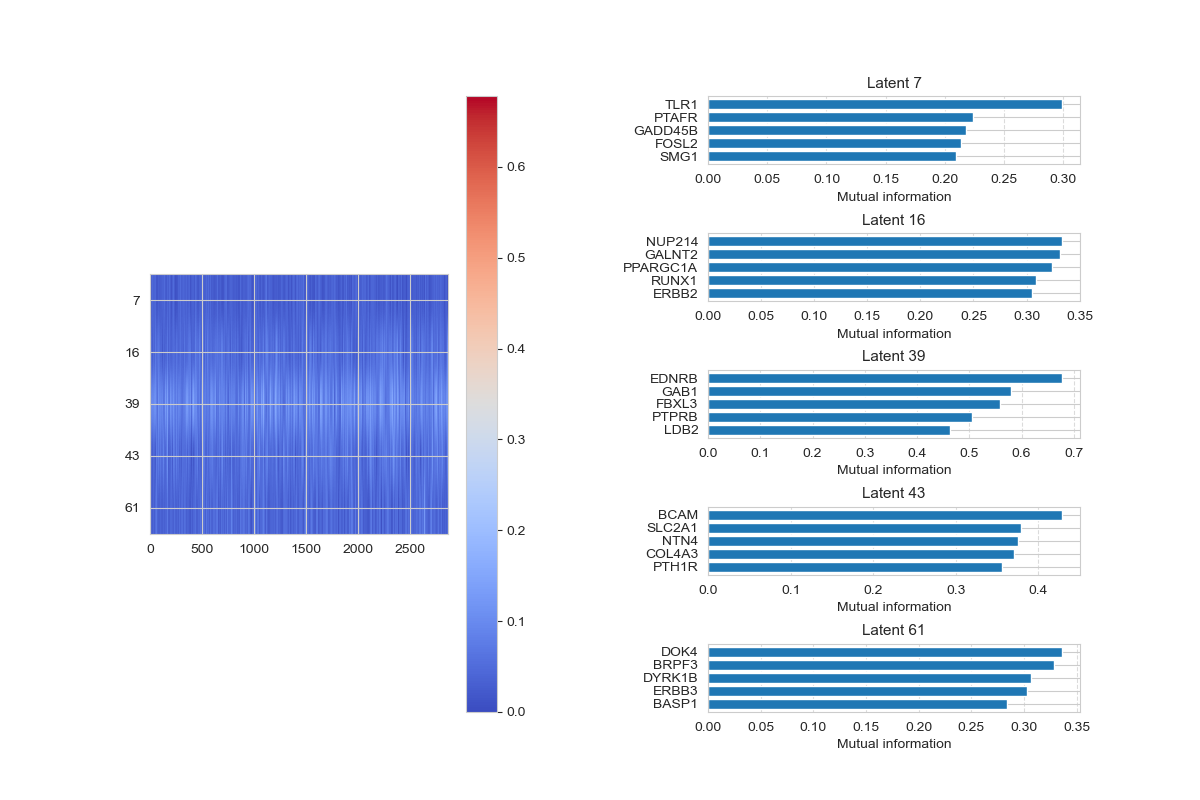 7
16
39
43
61
0 500 1000 1500 2000 2500
0.6
0.5
0.4
0.3
0.2
0.1
0.0
Latent 7
TLR1
PTAFR
GADD45B
FOSL2
SMG1
0.00 0.05 0.10 0.15 0.20 0.25 0.30
Mutual information
Latent 16
NUP214
GALNT2
PPARGC1A
RUNX1
ERBB2
0.00 0.05 0.10 0.15 0.20 0.25 0.30 0.35
Mutual information
Latent 39
EDNRB
GAB1
FBXL3
PTPRB
LDB2
0.0 0.1 0.2 0.3 0.4 0.5 0.6 0.7
Mutual information
Latent 43
BCAM
SLC2A1
NTN4
COL4A3
PTH1R
0.0 0.1 0.2 0.3 0.4
Mutual information
Latent 61
DOK4
BRPF3
DYRK1B
ERBB3
BASP1
0.00 0.05 0.10 0.15 0.20 0.25 0.30 0.35
Mutual information